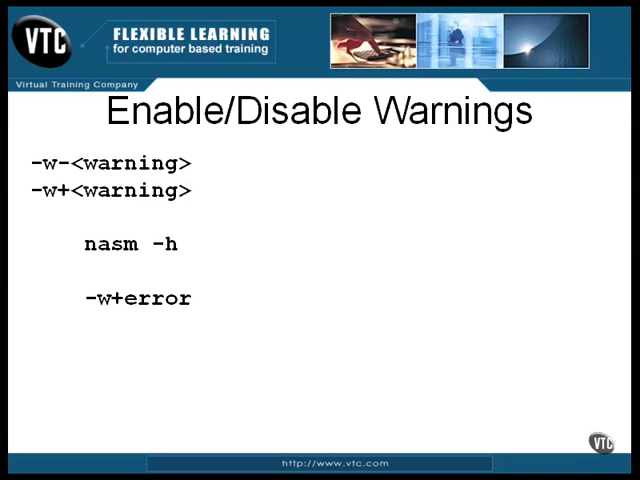 VTC
FLEXIBLE LEARNING
for computer based training
Virtual Training Company
Enable/Disable Warnings
-w-<warning>
-w+<warning>
nasm -h
-w+error
VTC
http://www.vtc.com